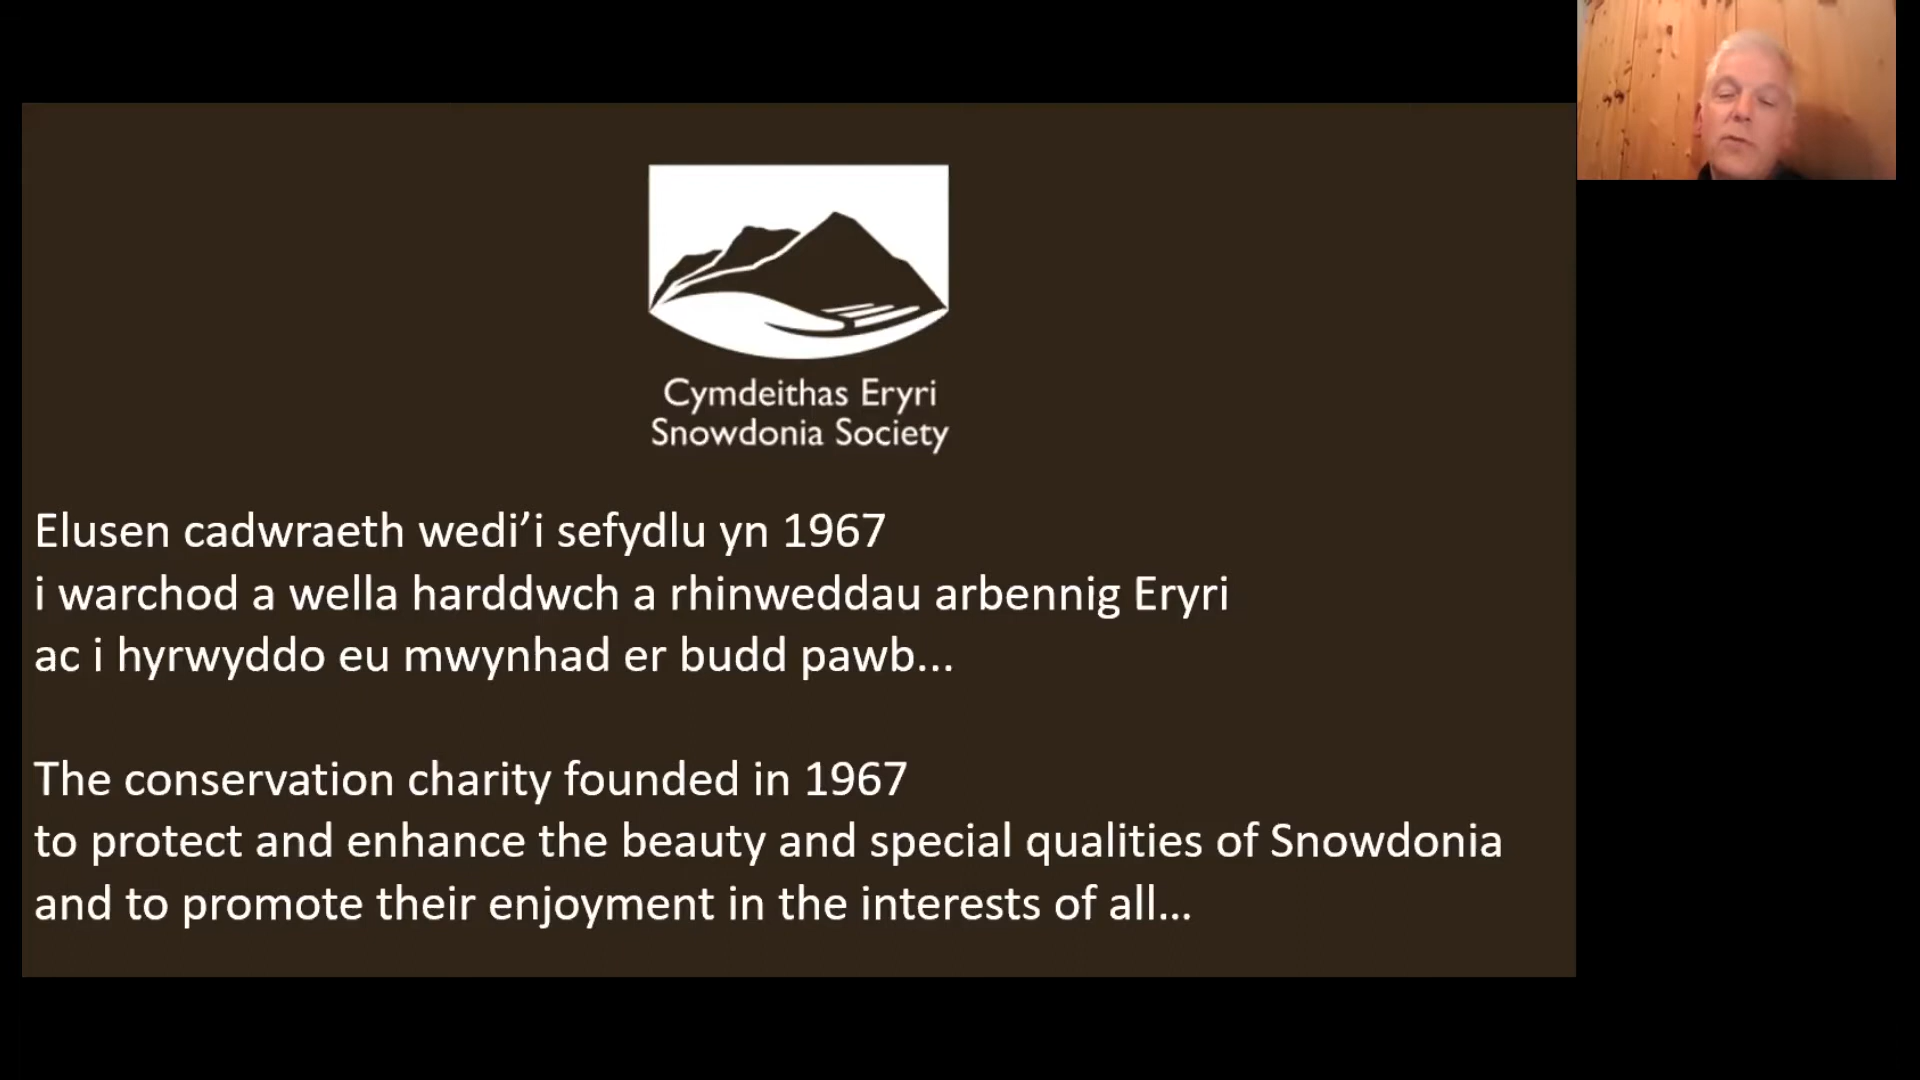 Cymdeithas Eryri
Snowdonia Society
Elusen cadwraeth wedi’i sefydlu yn 1967
i warchod a wella harddwch a rhinweddau arbennig Eryri
ac i hyrwyddo eu mwynhad er budd pawb...
The conservation charity founded in 1967
to protect and enhance the beauty and special qualities of Snowdonia
and to promote their enjoyment in the interests of all…